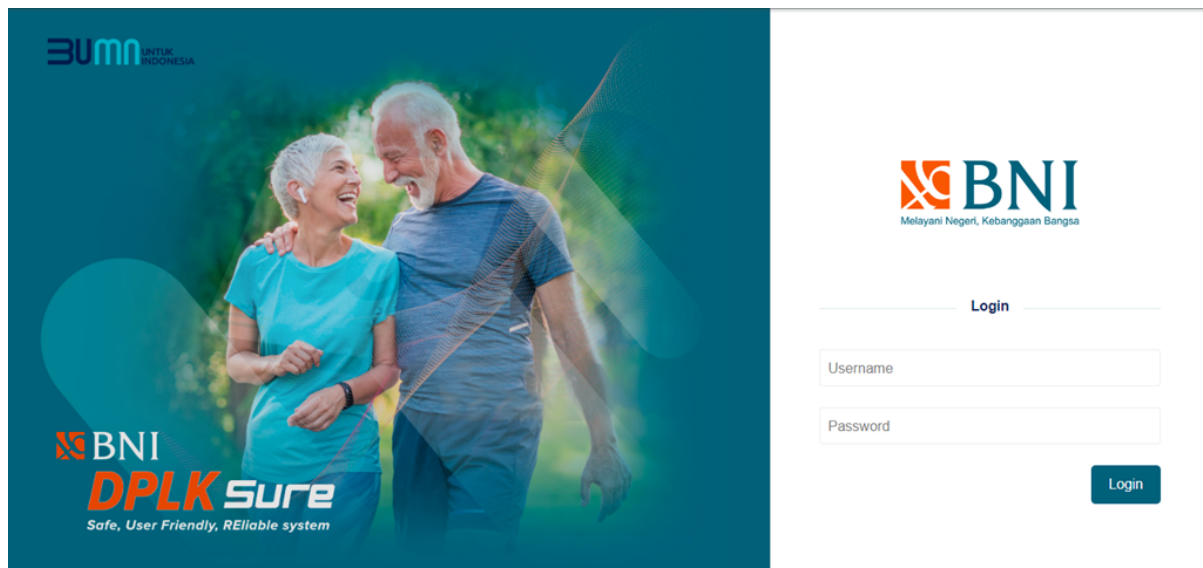 BUMN UNTUK
INDONESIA
BNI
DPLK Sure
Safe, User Friendly, REliable system
BNI
Melayani Negeri, Kebanggaan Bangsa
Login
Username
Password
Login